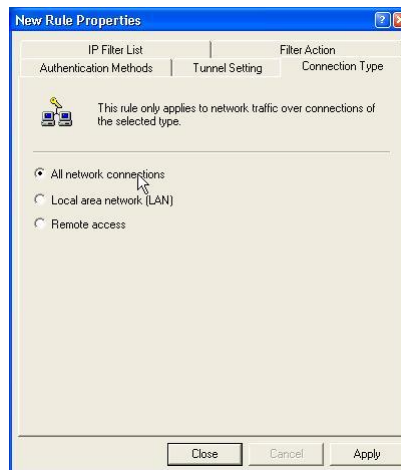 New Rule Properties
IP Filter List
Filter Action
Authentication Methods
Tunnel Setting
Connection Type
This rule only applies to network traffic over connections of
the selected type.
All network connections
Local area network (LAN)
Remote access
Close
Cancel
Apply